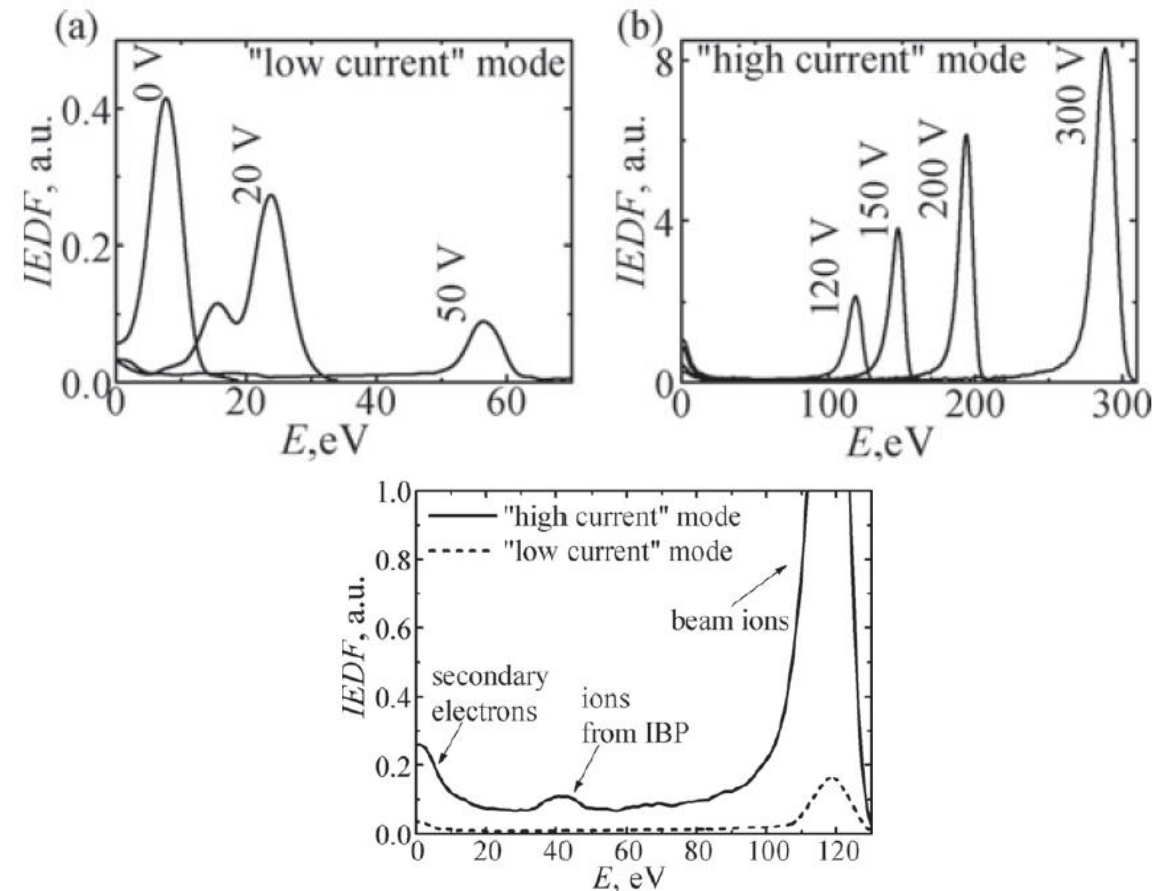 (a)
"low current" mode
0 V
20 V
50 V
0.4
0.2
0.0
IEDF, a.u.
0 20 40 60
E,eV
(b)
"high current" mode
120 V
150 V
200 V
300 V
8
4
0
IEDF, a.u.
0 100 200 300
E,eV
1.0
0.8
0.6
0.4
0.2
0.0
IEDF, a.u.
"high current" mode
"low current" mode
beam ions
secondary
electrons
ions
from IBP
0 20 40 60 80 100 120
E, eV